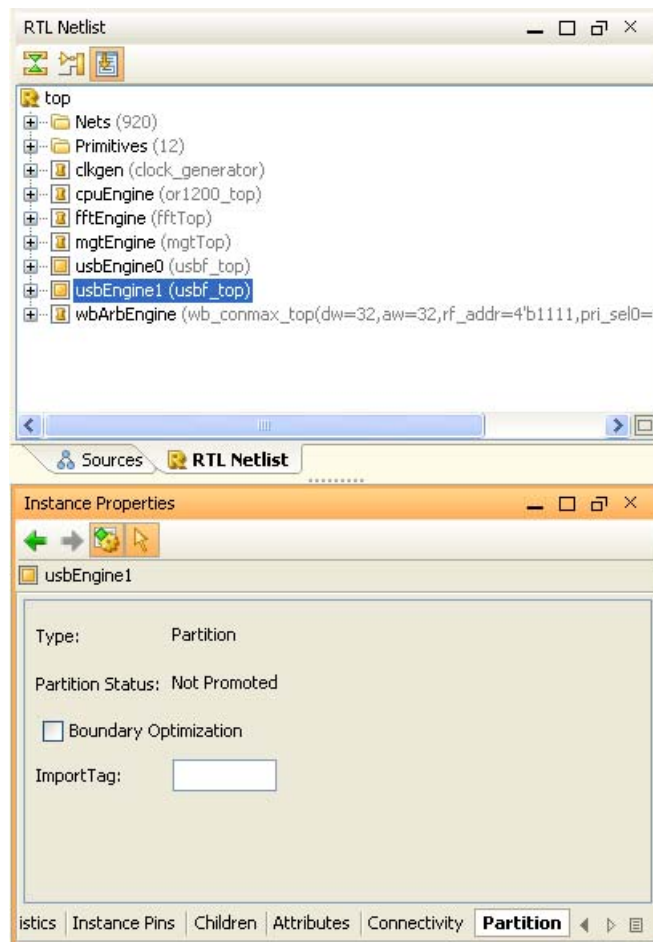 RTL Netlist
top
Nets (920)
Primitives (12)
clkgen (clock_generator)
cpuEngine (or1200_top)
fftEngine (fftTop)
mgtEngine (mgtTop)
usbEngine0 (usbf_top)
usbEngine1 (usbf_top)
wbArbEngine (wb_conmax_top(dw=32,aw=32,rf_addr=4'b1111,pri_sel0=
Sources RTL Netlist
Instance Properties
usbEngine1
Type: Partition
Partition Status: Not Promoted
Boundary Optimization
ImportTag:
istics Instance Pins Children Attributes Connectivity Partition